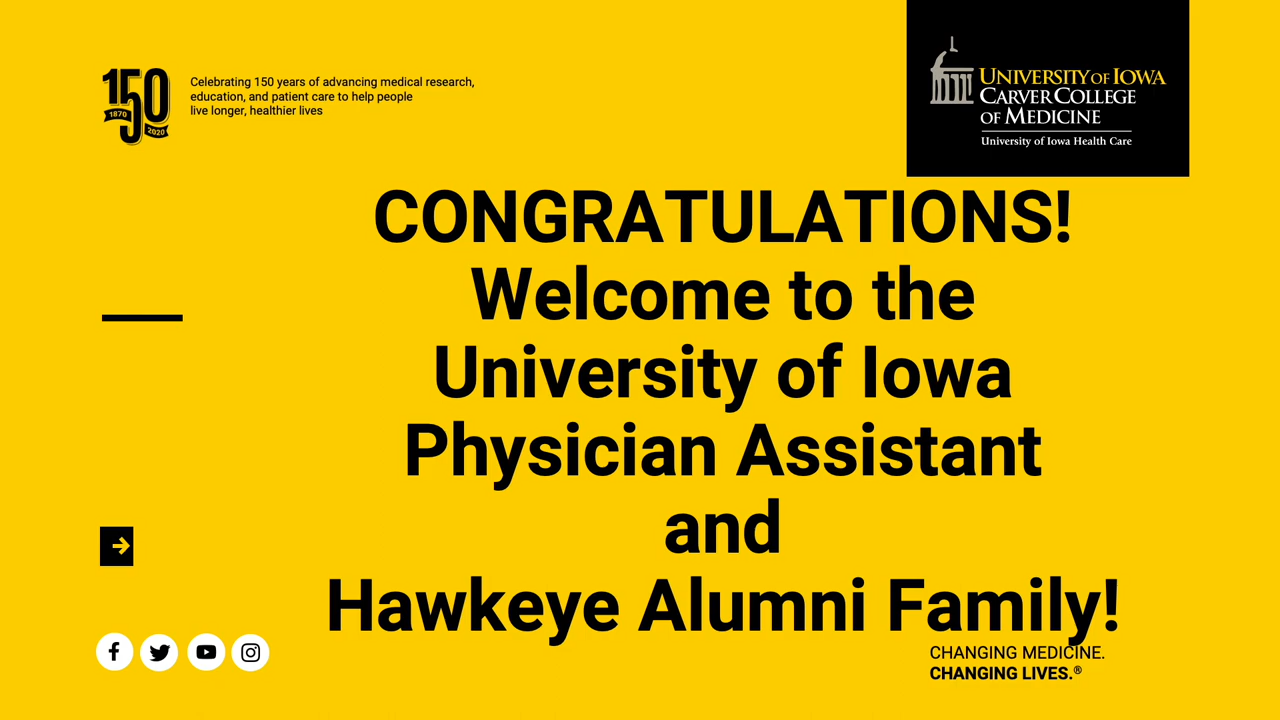 150
1870
2020
Celebrating 150 years of advancing medical research,
education, and patient care to help people
live longer, healthier lives
UNIVERSITY OF IOWA
CARVER COLLEGE
OF MEDICINE
University of Iowa Health Care
CONGRATULATIONS!
Welcome to the
University of Iowa
Physician Assistant
and
Hawkeye Alumni Family!
CHANGING MEDICINE.
CHANGING LIVES.®